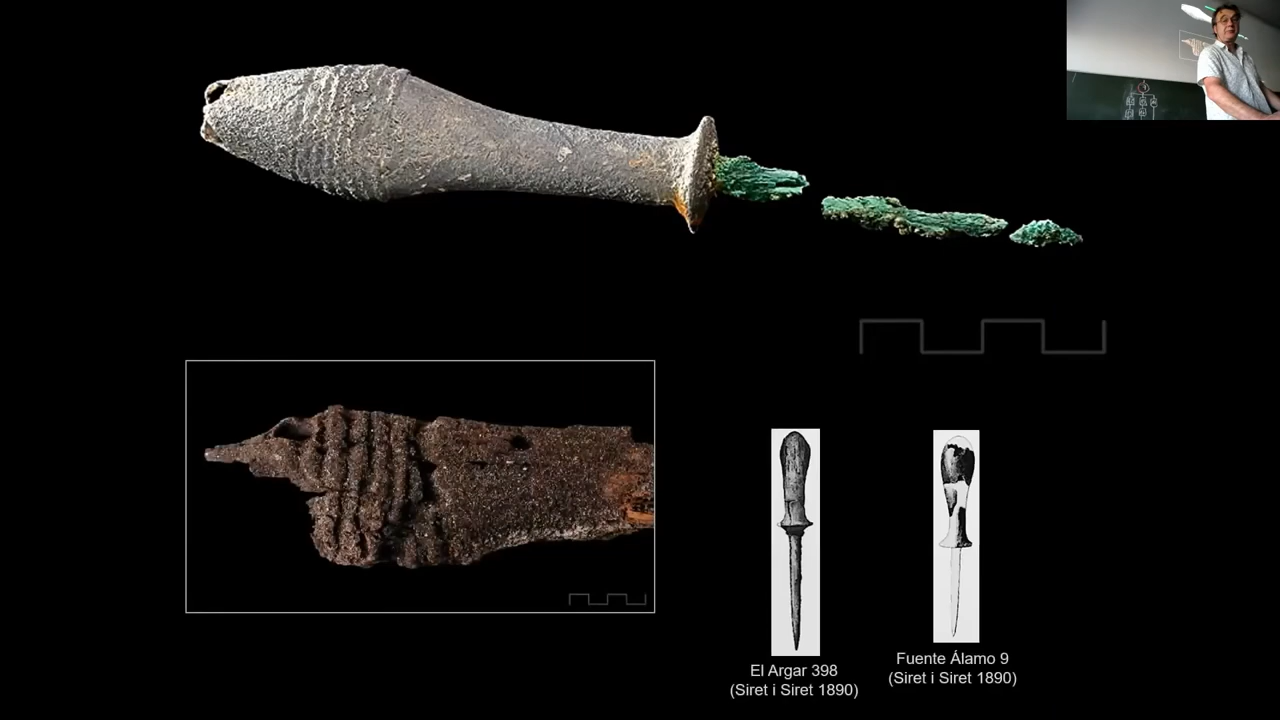 El Argar 398
(Siret i Siret 1890)
Fuente Álamo 9
(Siret i Siret 1890)